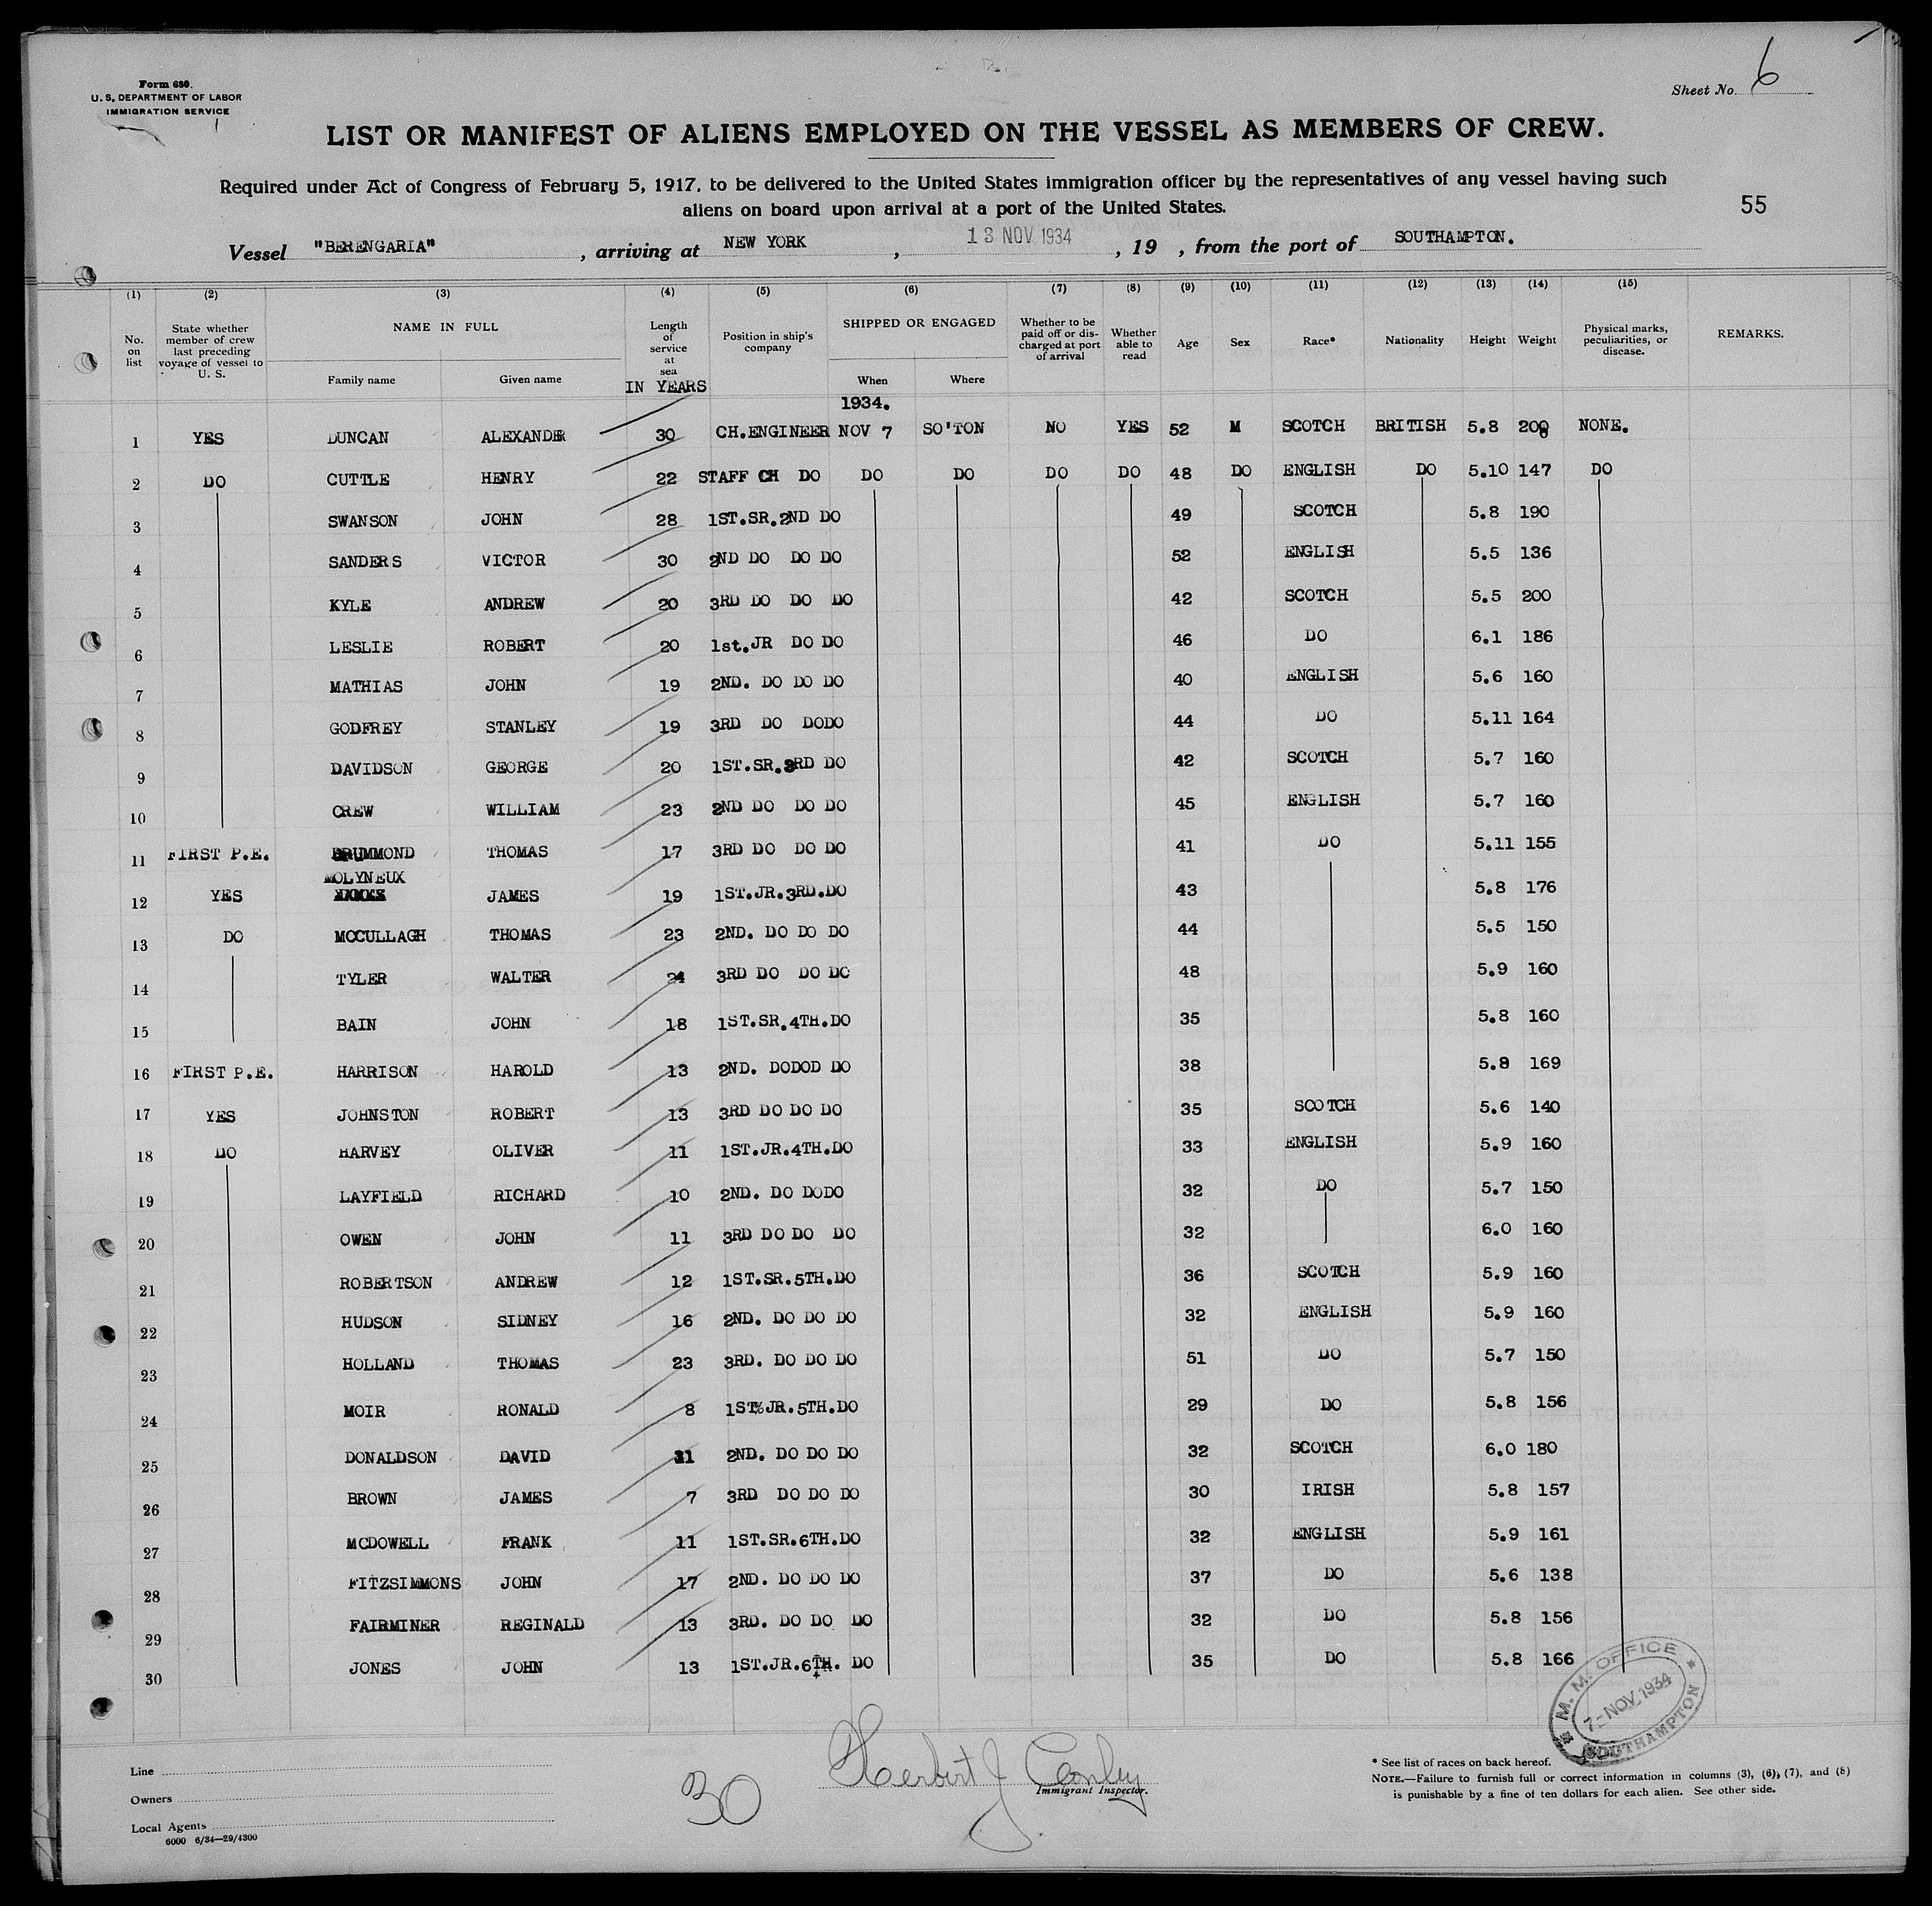 Form 680.
U. S. DEPARTMENT OF LABOR
IMMIGRATION SERVICE
Sheet No. 6
LIST OR MANIFEST OF ALIENS EMPLOYED ON THE VESSEL AS MEMBERS OF CREW.
Required under Act of Congress of February 5, 1917, to be delivered to the United States immigration officer by the representatives of any vessel having such
aliens on board upon arrival at a port of the United States.
55
Vessel "BERENGARIA" , arriving at NEW YORK , 13 NOV 1934 , 19 , from the port of SOUTHAMPTON.
(1) (2) (3) (4) (5) (6) (7) (8) (9) (10) (11) (12) (13) (14) (15)
No. on list State whether member of crew last preceding voyage of vessel to U. S. NAME IN FULL Family name Given name Length of service at sea IN YEARS Position in ship's company SHIPPED OR ENGAGED When Where Whether to be paid off or discharged at port of arrival Whether able to read Age Sex Race* Nationality Height Weight Physical marks, peculiarities, or disease. REMARKS.
1934.
1 YES DUNCAN ALEXANDER 30 CH.ENGINEER NOV 7 SO'TON NO YES 52 M SCOTCH BRITISH 5.8 200 NONE.
2 DO CUTTLE HENRY 22 STAFF CH DO DO DO DO DO 48 DO ENGLISH DO 5.10 147 DO
3 SWANSON JOHN 28 1ST.SR.2ND DO 49 SCOTCH 5.8 190
4 SANDERS VICTOR 30 2ND DO DO DO 52 ENGLISH 5.5 136
5 KYLE ANDREW 20 3RD DO DO DO 42 SCOTCH 5.5 200
6 LESLIE ROBERT 20 1st.JR DO DO 46 DO 6.1 186
7 MATHIAS JOHN 19 2ND. DO DO DO 40 ENGLISH 5.6 160
8 GODFREY STANLEY 19 3RD DO DODO 44 DO 5.11 164
9 DAVIDSON GEORGE 20 1ST.SR.3RD DO 42 SCOTCH 5.7 160
10 CREW WILLIAM 23 2ND DO DO DO 45 ENGLISH 5.7 160
11 FIRST P.E. DRUMMOND THOMAS 17 3RD DO DO DO 41 DO 5.11 155
12 YES MOLYNEUX JAMES 19 1ST.JR.3RD.DO 43 5.8 176
13 DO MCCULLAGH THOMAS 23 2ND. DO DO DO 44 5.5 150
14 TYLER WALTER 24 3RD DO DO DO 48 5.9 160
15 BAIN JOHN 18 1ST.SR.4TH.DO 35 5.8 160
16 FIRST P.E. HARRISON HAROLD 13 2ND. DODOD DO 38 5.8 169
17 YES JOHNSTON ROBERT 13 3RD DO DO DO 35 SCOTCH 5.6 140
18 DO HARVEY OLIVER 11 1ST.JR.4TH.DO 33 ENGLISH 5.9 160
19 LAYFIELD RICHARD 10 2ND. DO DODO 32 DO 5.7 150
20 OWEN JOHN 11 3RD DO DO DO 32 6.0 160
21 ROBERTSON ANDREW 12 1ST.SR.5TH.DO 36 SCOTCH 5.9 160
22 HUDSON SIDNEY 16 2ND. DO DO DO 32 ENGLISH 5.9 160
23 HOLLAND THOMAS 23 3RD. DO DO DO 51 DO 5.7 150
24 MOIR RONALD 8 1ST JR.5TH.DO 29 DO 5.8 156
25 DONALDSON DAVID 11 2ND. DO DO DO 32 SCOTCH 6.0 180
26 BROWN JAMES 7 3RD DO DO DO 30 IRISH 5.8 157
27 MCDOWELL FRANK 11 1ST.SR.6TH.DO 32 ENGLISH 5.9 161
28 FITZSIMMONS JOHN 17 2ND. DO DO DO 37 DO 5.6 138
29 FAIRMINER REGINALD 13 3RD. DO DO DO 32 DO 5.8 156
30 JONES JOHN 13 1ST.JR.6TH. DO 35 DO 5.8 166
M. M. OFFICE
7-NOV 1934
SOUTHAMPTON
Line
Owners
Local Agents
6000 6/34—29/4300
30
Herbert J Conley
Immigrant Inspector.
* See list of races on back hereof.
NOTE.—Failure to furnish full or correct information in columns (3), (6), (7), and (8)
is punishable by a fine of ten dollars for each alien. See other side.